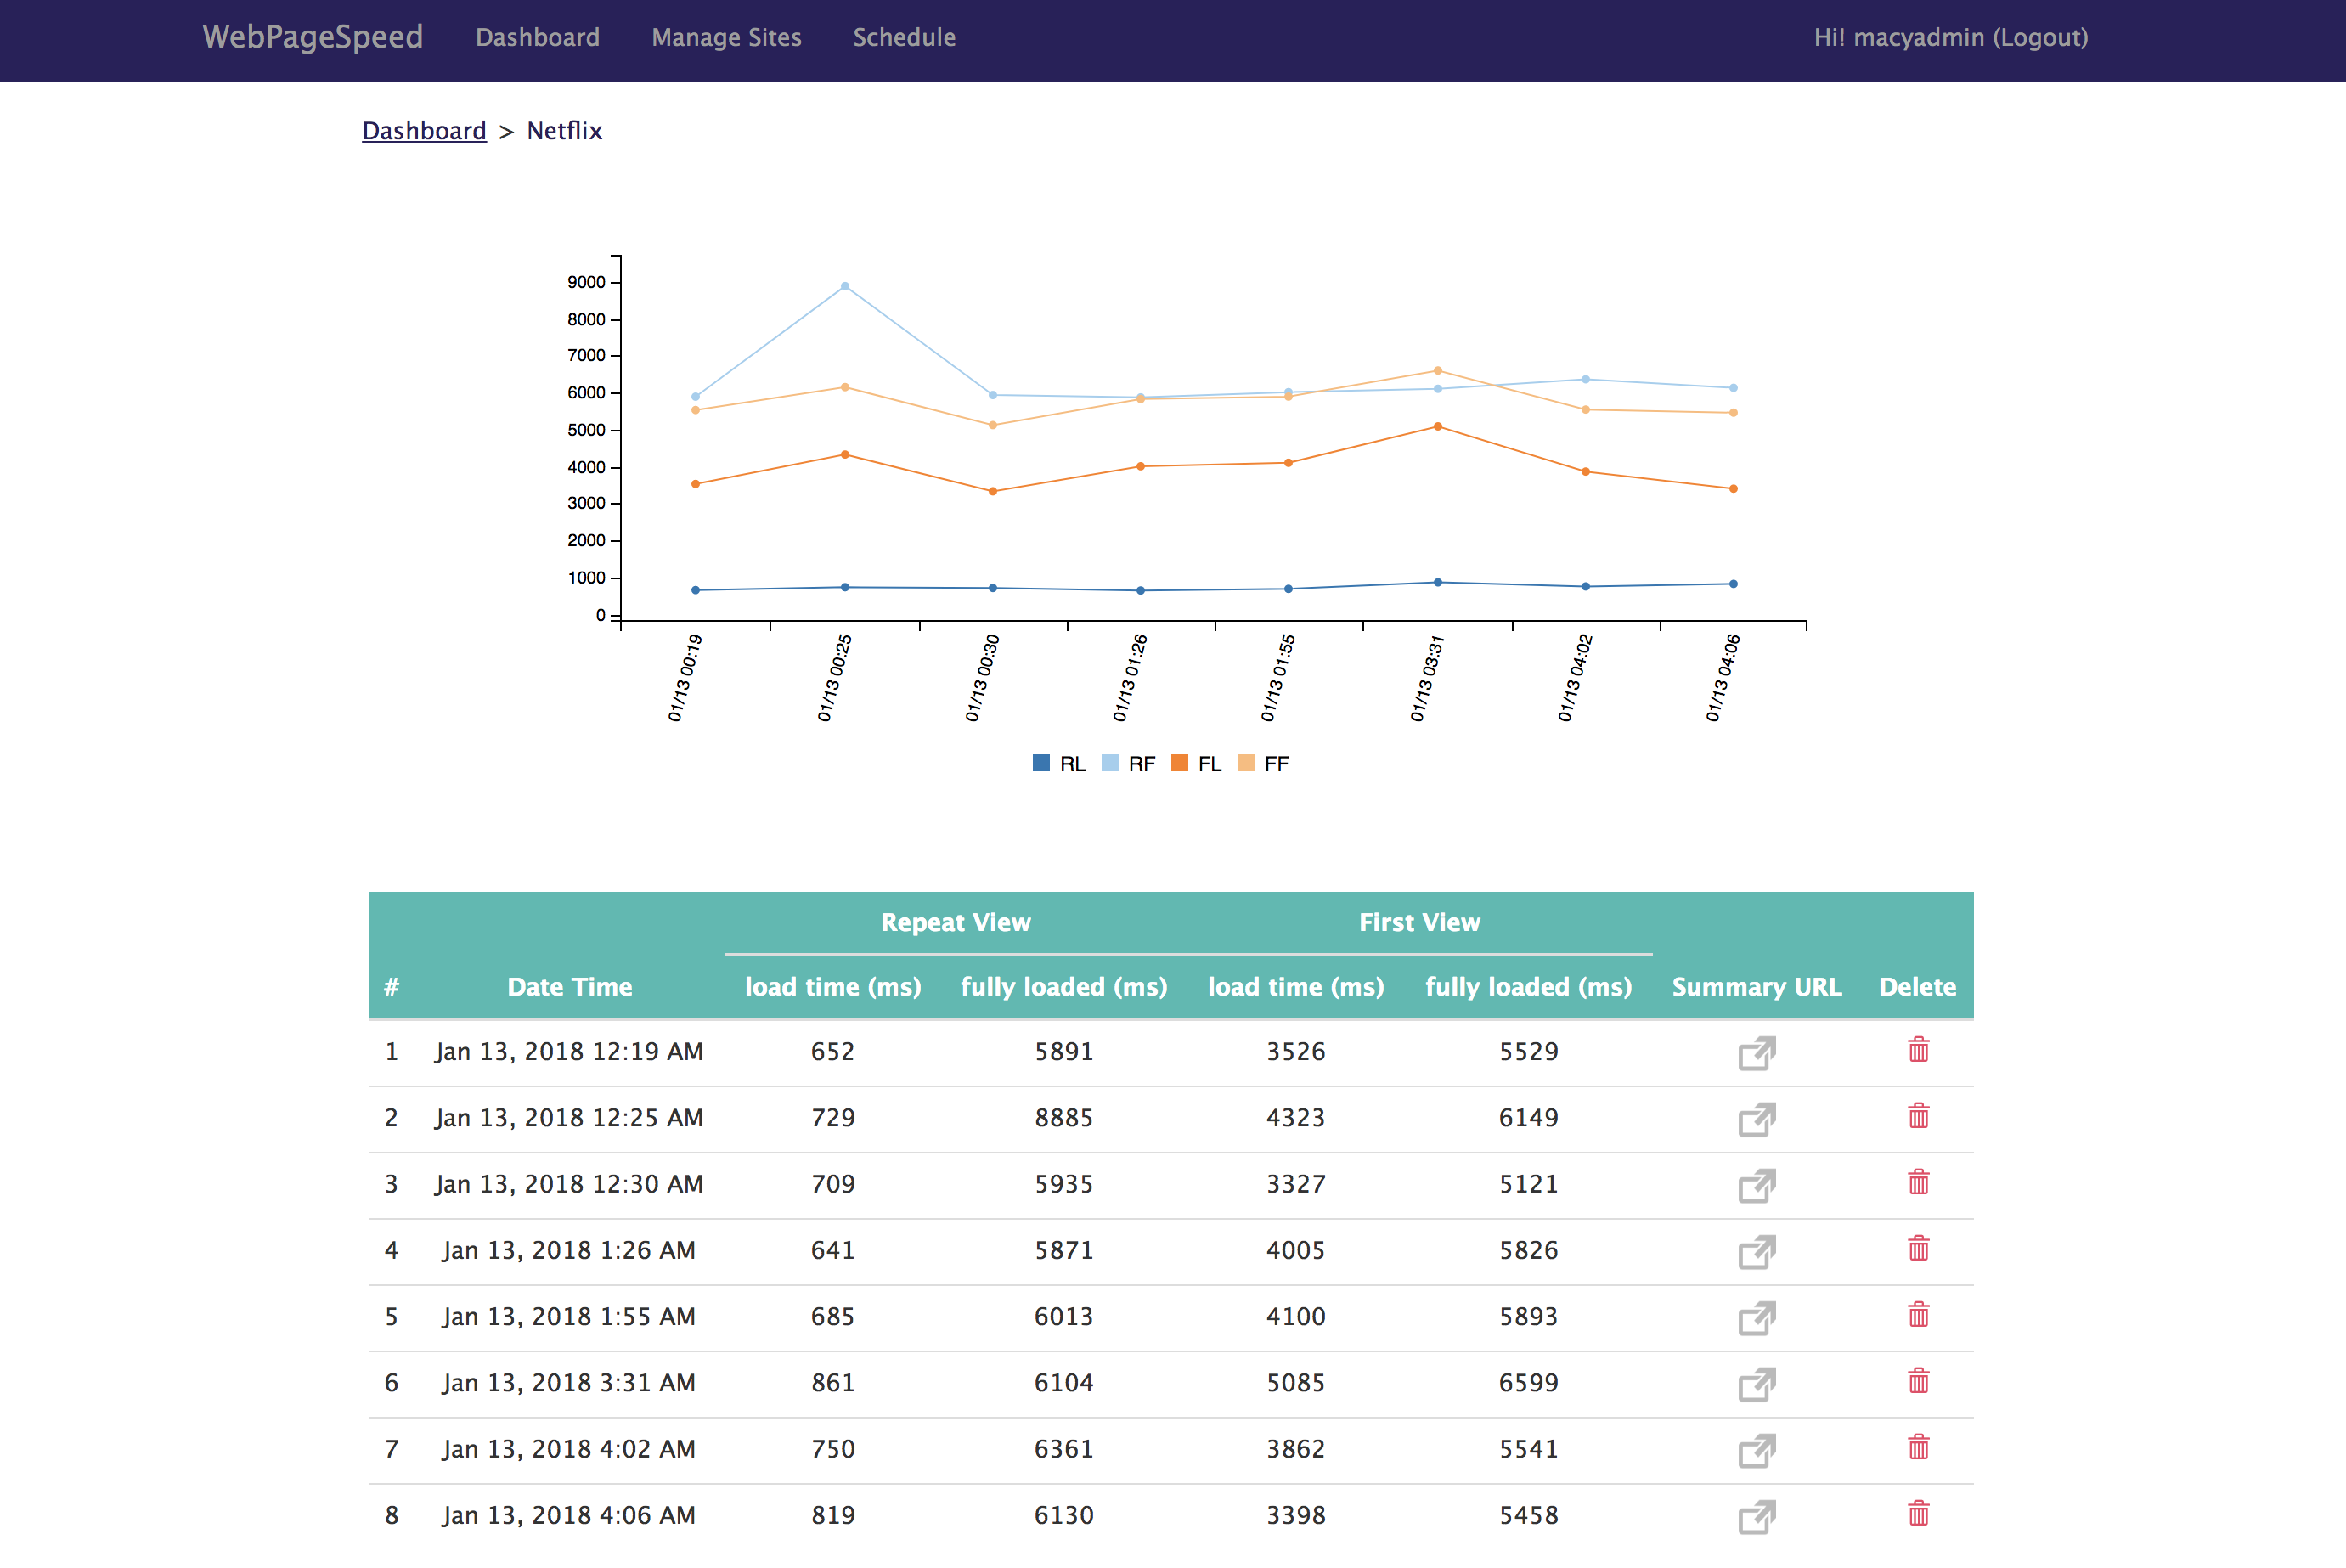 WebPageSpeed Dashboard Manage Sites Schedule Hi! macyadmin (Logout)
Dashboard > Netflix
9000
8000
7000
6000
5000
4000
3000
2000
1000
0
01/13 00:19 01/13 00:25 01/13 00:30 01/13 01:26 01/13 01:55 01/13 03:31 01/13 04:02 01/13 04:06
RL RF FL FF
Repeat View First View
# Date Time load time (ms) fully loaded (ms) load time (ms) fully loaded (ms) Summary URL Delete
1 Jan 13, 2018 12:19 AM 652 5891 3526 5529
2 Jan 13, 2018 12:25 AM 729 8885 4323 6149
3 Jan 13, 2018 12:30 AM 709 5935 3327 5121
4 Jan 13, 2018 1:26 AM 641 5871 4005 5826
5 Jan 13, 2018 1:55 AM 685 6013 4100 5893
6 Jan 13, 2018 3:31 AM 861 6104 5085 6599
7 Jan 13, 2018 4:02 AM 750 6361 3862 5541
8 Jan 13, 2018 4:06 AM 819 6130 3398 5458